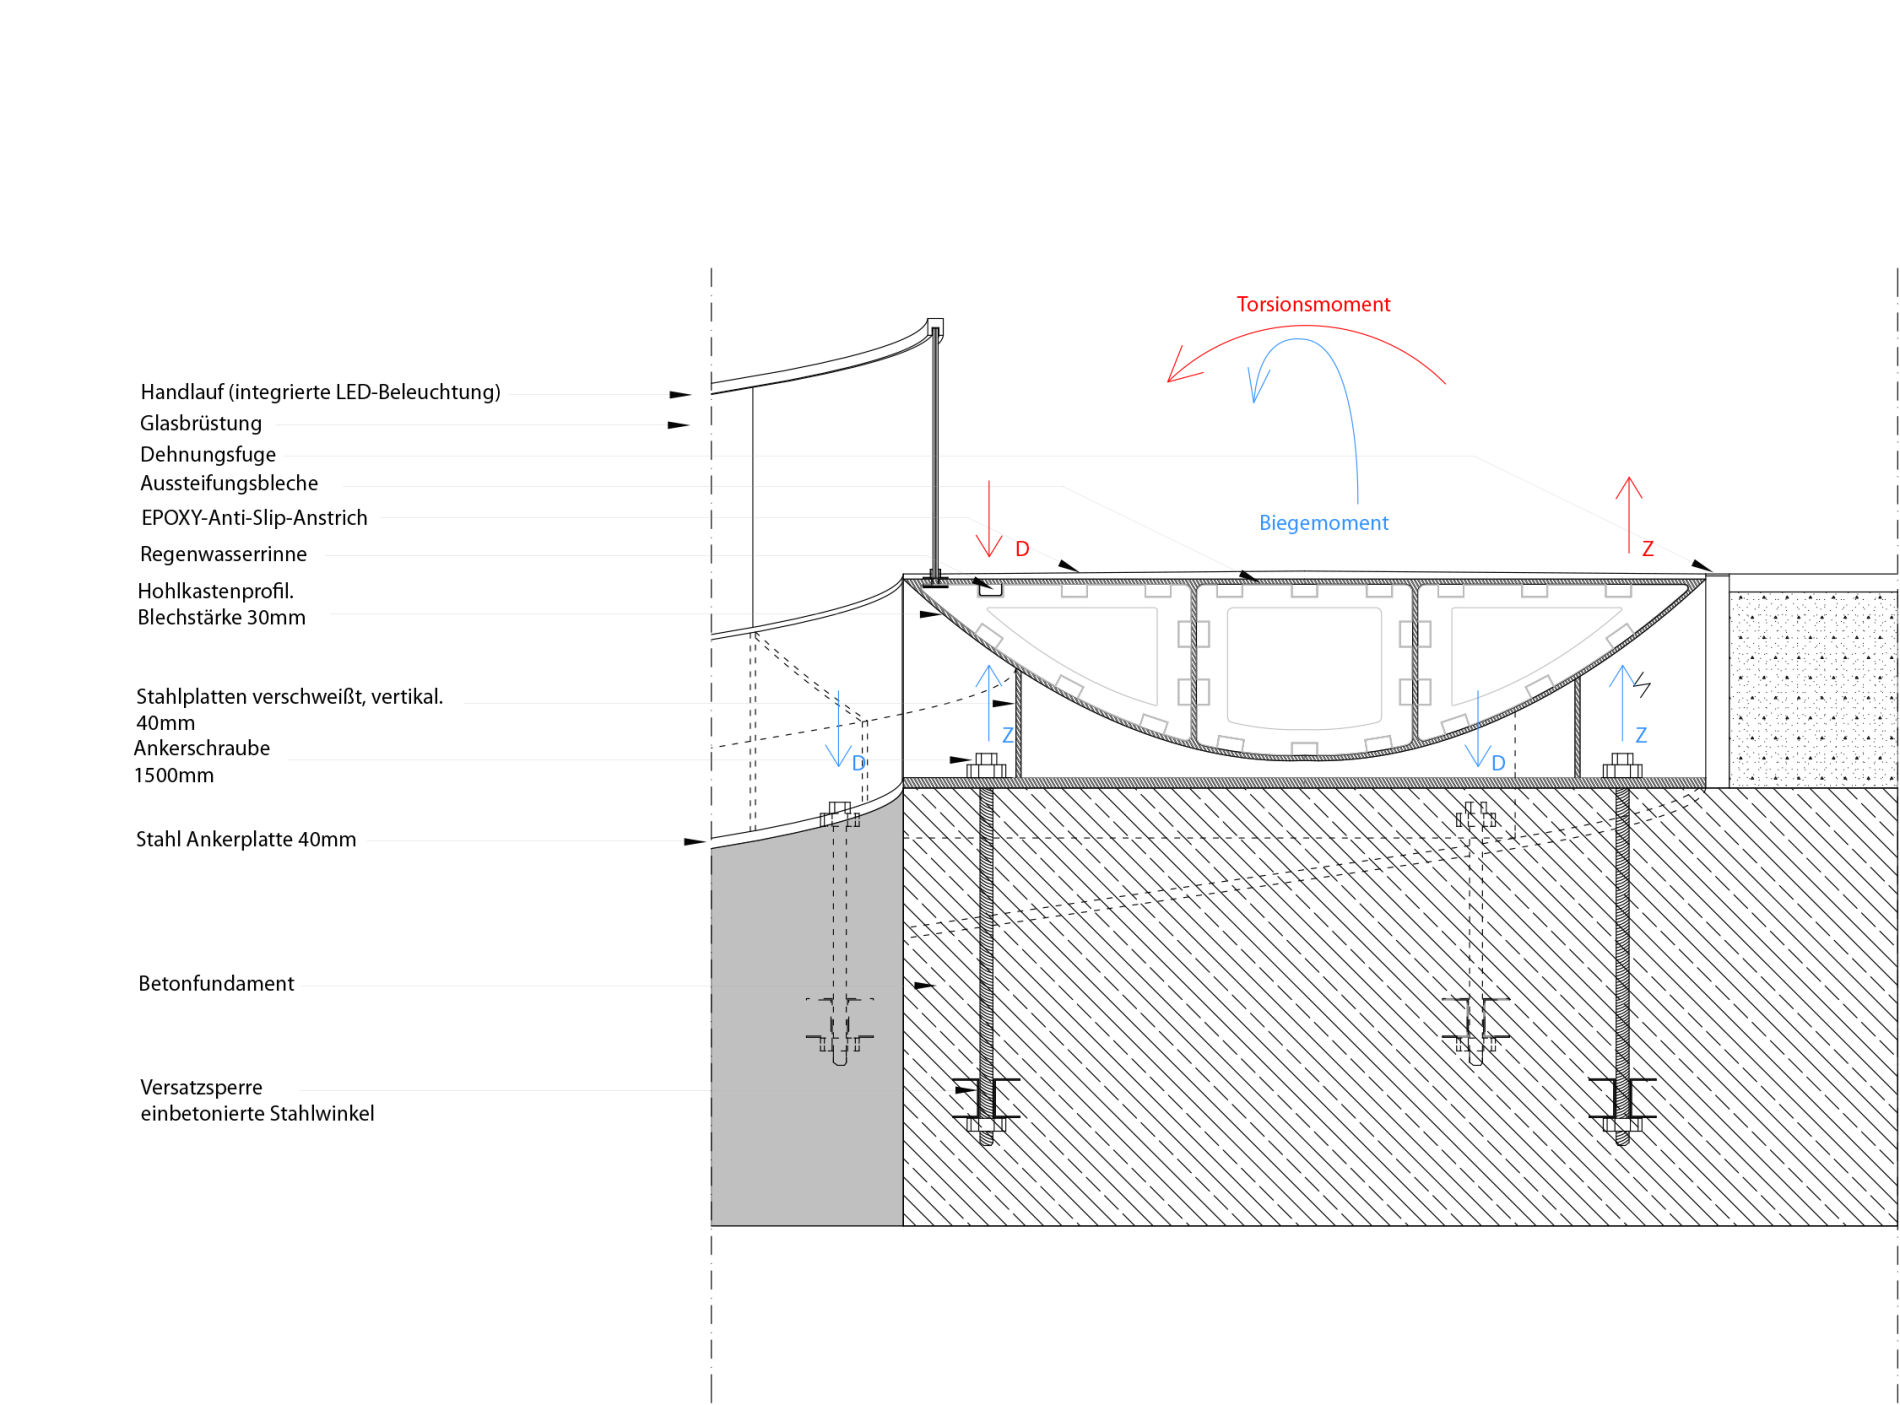 Torsionsmoment
Handlauf (integrierte LED-Beleuchtung)
Glasbrüstung
Dehnungsfuge
Aussteifungsbleche
EPOXY-Anti-Slip-Anstrich
Biegemoment
D
Z
Regenwasserrinne
Hohlkastenprofil.
Blechstärke 30mm
Stahlplatten verschweißt, vertikal.
40mm
Z
Z
Ankerschraube
D
D
1500mm
Stahl Ankerplatte 40mm
Betonfundament
Versatzsperre
einbetonierte Stahlwinkel